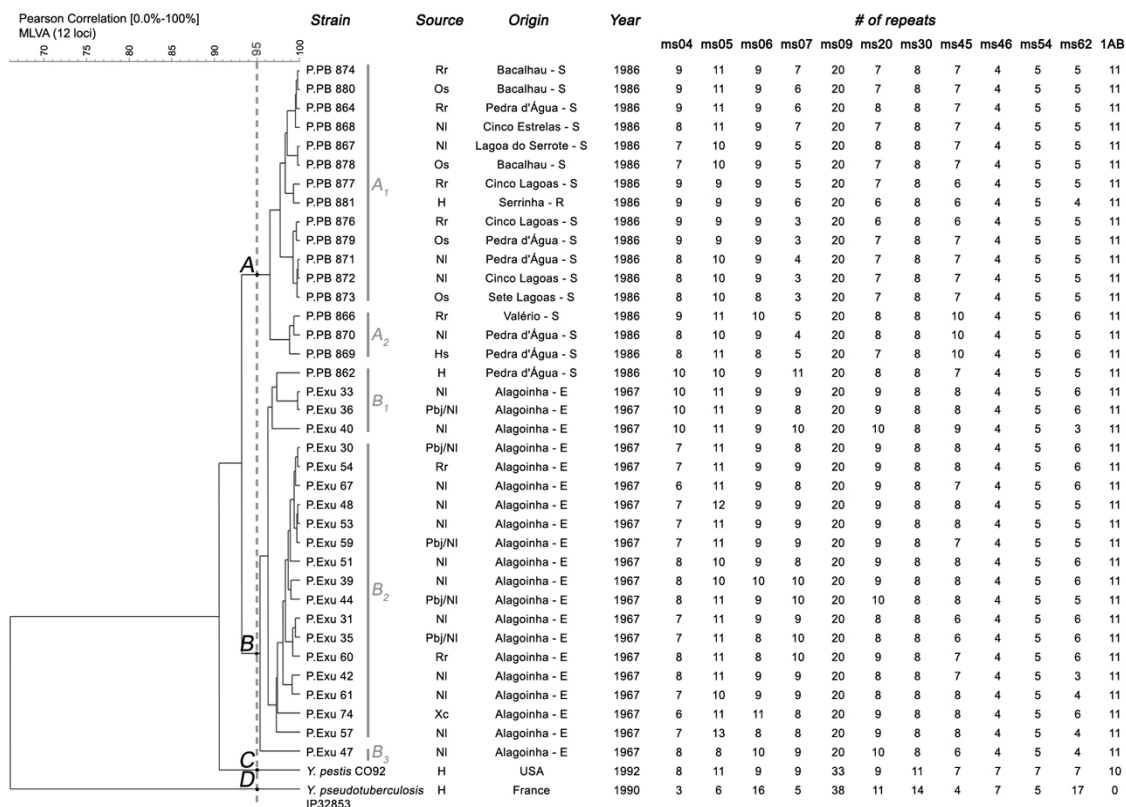 Pearson Correlation [0.0%-100%] Strain Source Origin Year # of repeats
MLVA (12 loci)
70 75 80 85 90 95 100 ms04 ms05 ms06 ms07 ms09 ms20 ms30 ms45 ms46 ms54 ms62 1AB
P.PB 874 Rr Bacalhau - S 1986 9 11 9 7 20 7 8 7 4 5 5 11
P.PB 880 Os Bacalhau - S 1986 9 11 9 6 20 7 8 7 4 5 5 11
P.PB 864 Rr Pedra d'Água - S 1986 9 11 9 6 20 8 8 7 4 5 5 11
P.PB 868 NI Cinco Estrelas - S 1986 8 11 9 7 20 7 8 7 4 5 5 11
P.PB 867 NI Lagoa do Serrote - S 1986 7 10 9 5 20 8 8 7 4 5 5 11
P.PB 878 Os Bacalhau - S 1986 7 10 9 5 20 7 8 7 4 5 5 11
P.PB 877 A1 Rr Cinco Lagoas - S 1986 9 9 9 5 20 7 8 6 4 5 5 11
P.PB 881 H Serrinha - R 1986 9 9 9 6 20 7 8 6 4 5 4 11
P.PB 876 Rr Cinco Lagoas - S 1986 9 9 9 3 20 6 8 6 4 5 5 11
P.PB 879 Os Pedra d'Água - S 1986 9 9 9 3 20 7 8 7 4 5 5 11
P.PB 871 NI Pedra d'Água - S 1986 8 10 9 4 20 7 8 7 4 5 5 11
A P.PB 872 NI Cinco Lagoas - S 1986 8 10 9 3 20 7 8 7 4 5 5 11
P.PB 873 Os Sete Lagoas - S 1986 8 10 8 3 20 7 8 7 4 5 5 11
P.PB 866 Rr Valério - S 1986 9 11 10 5 20 8 8 10 4 5 5 11
P.PB 870 A2 NI Pedra d'Água - S 1986 8 10 9 4 20 8 8 10 4 5 5 11
P.PB 869 Hs Pedra d'Água - S 1986 8 11 8 5 20 7 8 10 4 5 6 11
P.PB 862 H Pedra d'Água - S 1986 10 10 9 11 20 8 8 7 4 5 5 11
P.Exu 33 B1 NI Alagoinha - E 1967 10 11 9 8 20 9 8 8 4 5 6 11
P.Exu 36 Pbj/NI Alagoinha - E 1967 10 11 9 8 20 9 8 8 4 5 6 11
P.Exu 40 NI Alagoinha - E 1967 10 11 9 10 20 10 8 9 4 5 3 11
P.Exu 30 Pbj/NI Alagoinha - E 1967 7 11 9 8 20 9 8 8 4 5 6 11
P.Exu 54 Rr Alagoinha - E 1967 7 11 9 9 20 9 8 8 4 5 6 11
P.Exu 67 NI Alagoinha - E 1967 6 11 9 8 20 9 8 7 4 5 6 11
P.Exu 48 NI Alagoinha - E 1967 7 12 9 9 20 9 8 8 4 5 5 11
P.Exu 53 NI Alagoinha - E 1967 7 11 9 9 20 9 8 8 4 5 5 11
P.Exu 59 Pbj/NI Alagoinha - E 1967 7 11 9 9 20 9 8 7 4 5 5 11
P.Exu 51 NI Alagoinha - E 1967 8 10 9 8 20 9 8 8 4 5 5 11
P.Exu 39 B2 NI Alagoinha - E 1967 8 10 10 10 20 9 8 8 4 5 6 11
P.Exu 44 Pbj/NI Alagoinha - E 1967 8 11 9 10 20 10 8 8 4 5 5 11
P.Exu 31 NI Alagoinha - E 1967 7 11 9 9 20 8 8 6 4 5 5 11
P.Exu 35 Pbj/NI Alagoinha - E 1967 7 11 8 10 20 8 8 6 4 5 6 11
B P.Exu 60 Rr Alagoinha - E 1967 8 11 8 10 20 9 8 7 4 5 6 11
P.Exu 42 NI Alagoinha - E 1967 8 11 9 9 20 9 8 8 4 5 3 11
P.Exu 61 NI Alagoinha - E 1967 7 10 9 9 20 8 8 8 4 5 4 11
P.Exu 74 Xc Alagoinha - E 1967 6 11 11 8 20 9 8 8 4 5 6 11
P.Exu 57 NI Alagoinha - E 1967 7 13 8 8 20 9 8 8 4 5 4 11
P.Exu 47 B3 NI Alagoinha - E 1967 8 8 10 9 20 10 8 6 4 5 4 11
C Y. pestis CO92 H USA 1992 8 11 9 9 33 9 11 7 7 7 7 10
D Y. pseudotuberculosis H France 1990 3 6 16 5 38 11 14 4 7 5 17 0
IP32853